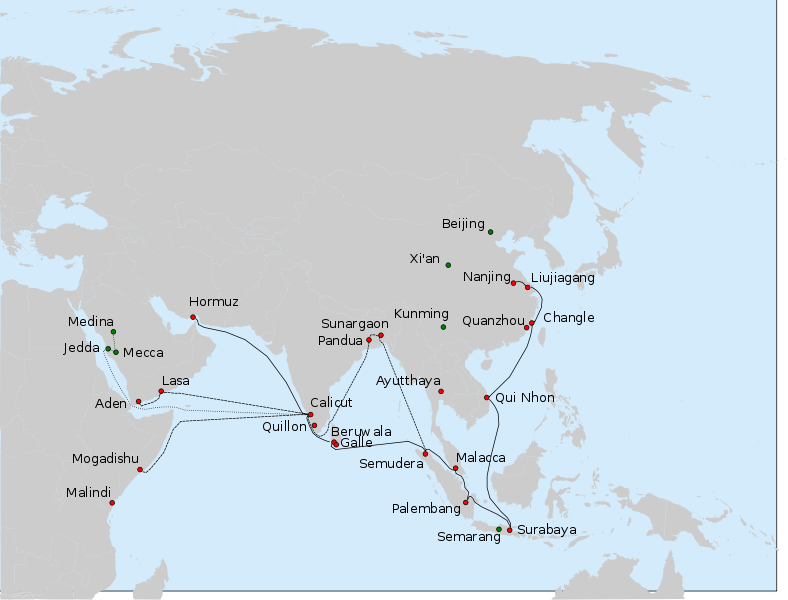 Beijing
Xi'an
Nanjing
Liujiagang
Hormuz
Kunming
Changle
Medina
Sunargaon
Quanzhou
Pandua
Jedda
Mecca
Lasa
Ayutthaya
Aden
Calicut
Qui Nhon
Quillon
Beruwala
Galle
Mogadishu
Semudera
Malacca
Malindi
Palembang
Surabaya
Semarang